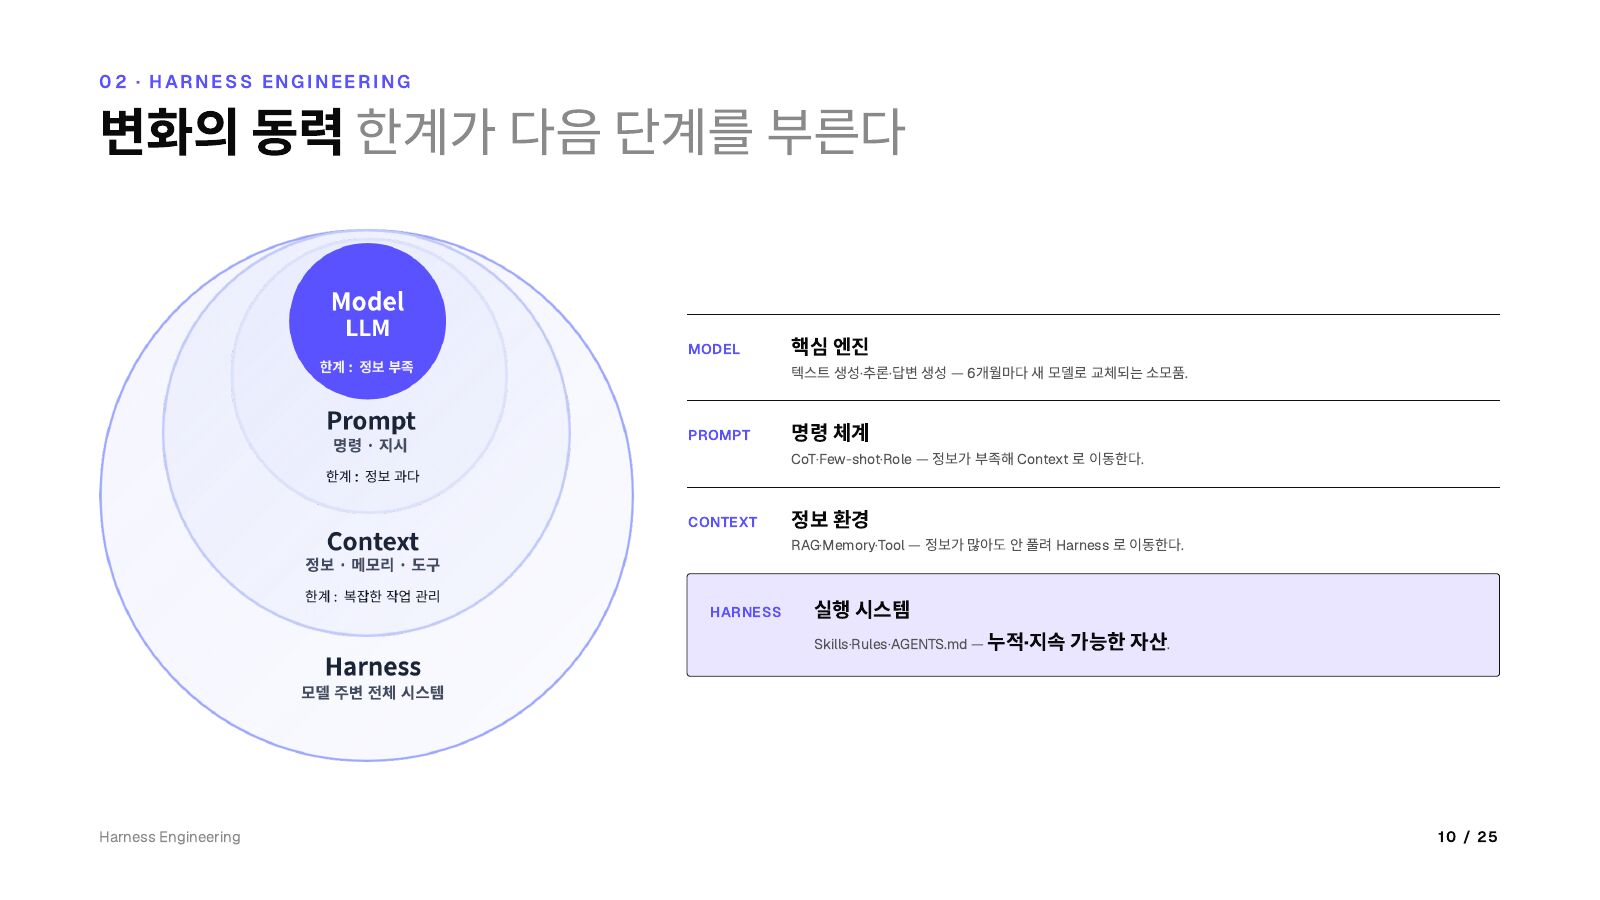 02 · HARNESS ENGINEERING
변화의 동력 한계가 다음 단계를 부른다
Model
LLM
한계 : 정보 부족
Prompt
명령 · 지시
한계 : 정보 과다
Context
정보 · 메모리 · 도구
한계 : 복잡한 작업 관리
Harness
모델 주변 전체 시스템
MODEL 핵심 엔진
텍스트 생성·추론·답변 생성 — 6개월마다 새 모델로 교체되는 소모품.
PROMPT 명령 체계
CoT·Few-shot·Role — 정보가 부족해 Context 로 이동한다.
CONTEXT 정보 환경
RAG·Memory·Tool — 정보가 많아도 안 풀려 Harness 로 이동한다.
HARNESS 실행 시스템
Skills·Rules·AGENTS.md — 누적·지속 가능한 자산.
Harness Engineering
10 / 25